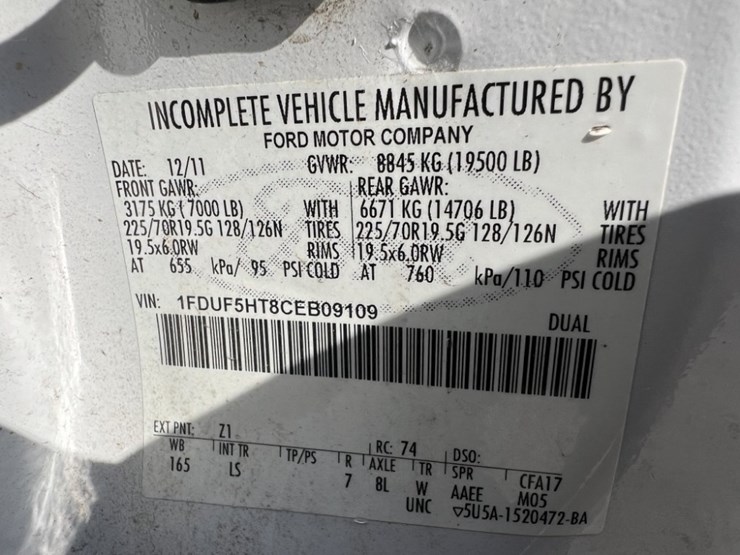 INCOMPLETE VEHICLE MANUFACTURED BY
FORD MOTOR COMPANY
DATE: 12/11 GVWR: 8845 KG (19500 LB)
FRONT GAWR: REAR GAWR:
3175 KG (7000 LB) WITH 6671 KG (14706 LB) WITH
225/70R19.5G 128/126N TIRES 225/70R19.5G 128/126N TIRES
19.5x6.0RW RIMS 19.5x6.0RW RIMS
AT 655 kPa/ 95 PSI COLD AT 760 kPa/110 PSI COLD
VIN: 1FDUF5HT8CEB09109
DUAL
EXT PNT: Z1 RC: 74 DSO:
WB INT TR TP/PS R AXLE TR SPR CFA17
165 LS 7 8L W AAEE M05
UNC ▽5U5A-1520472-BA